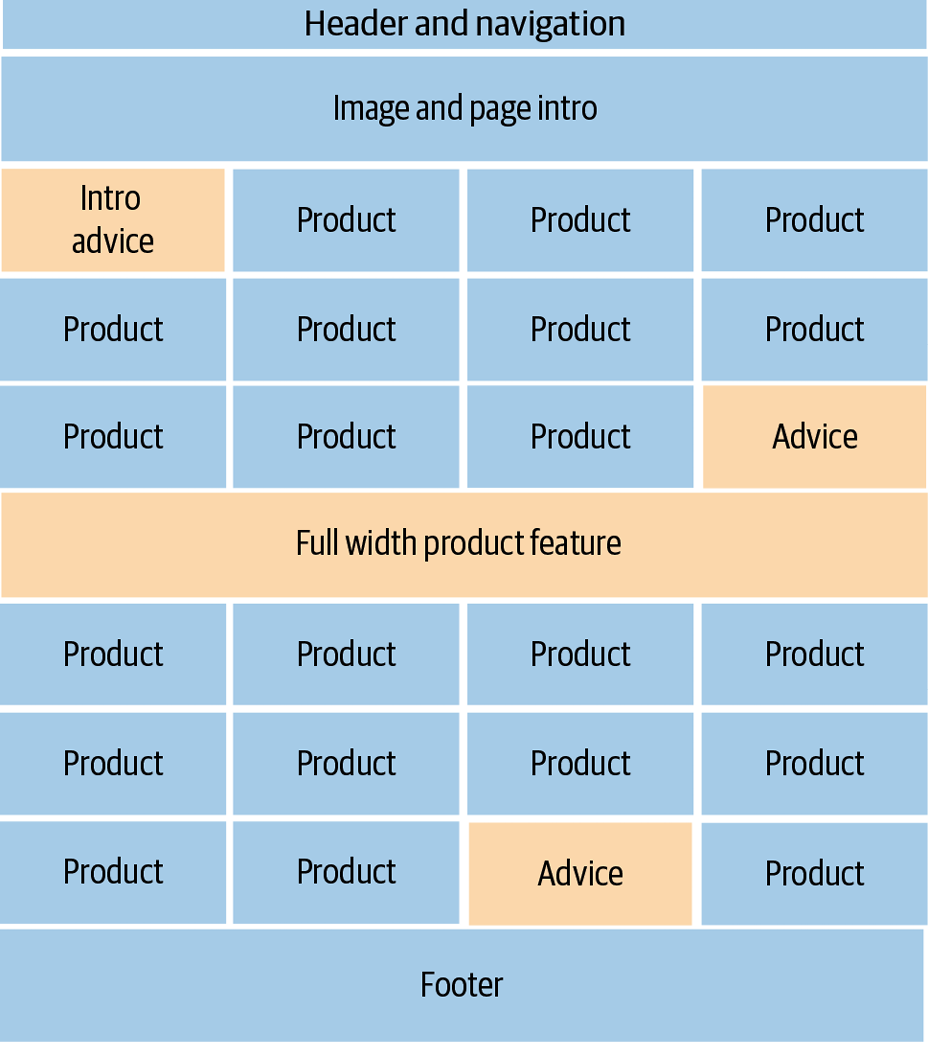 Header and navigation
Image and page intro
Intro
advice
Product
Product
Product
Product
Product
Product
Product
Product
Product
Product
Advice
Full width product feature
Product
Product
Product
Product
Product
Product
Product
Product
Product
Product
Advice
Product
Footer